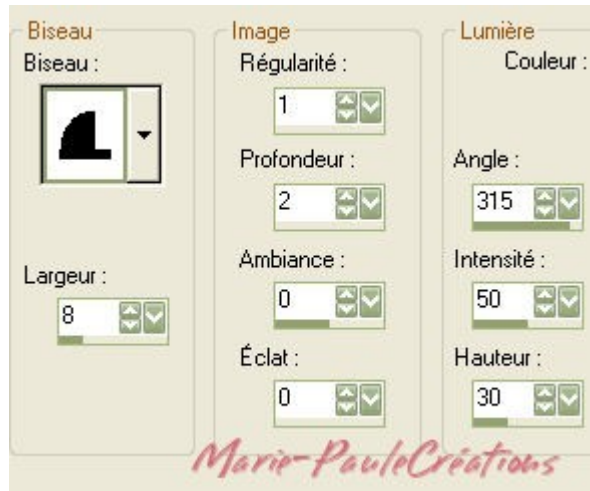 Biseau
Biseau :
Largeur :
8
Image
Régularité :
1
Profondeur :
2
Ambiance :
0
Éclat :
0
Lumière
Couleur :
Angle :
315
Intensité :
50
Hauteur :
30
Marie-PauleCréations